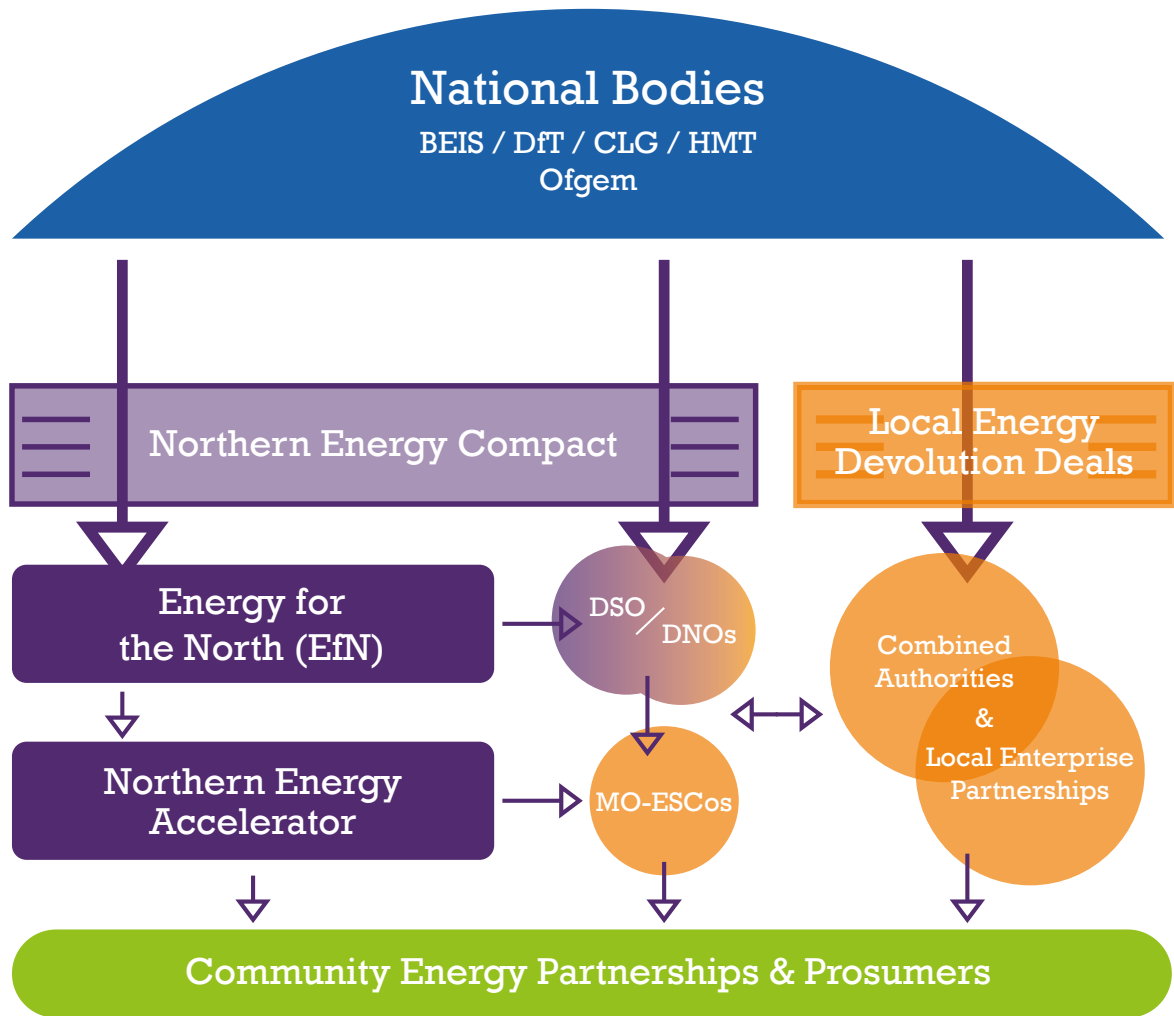 National Bodies
BEIS / DfT / CLG / HMT
Ofgem
Northern Energy Compact
Local Energy
Devolution Deals
Energy for
the North (EfN)
DSO
/
DNOs
Combined
Authorities
&
Local Enterprise
Partnerships
Northern Energy
Accelerator
MO-ESCos
Community Energy Partnerships & Prosumers